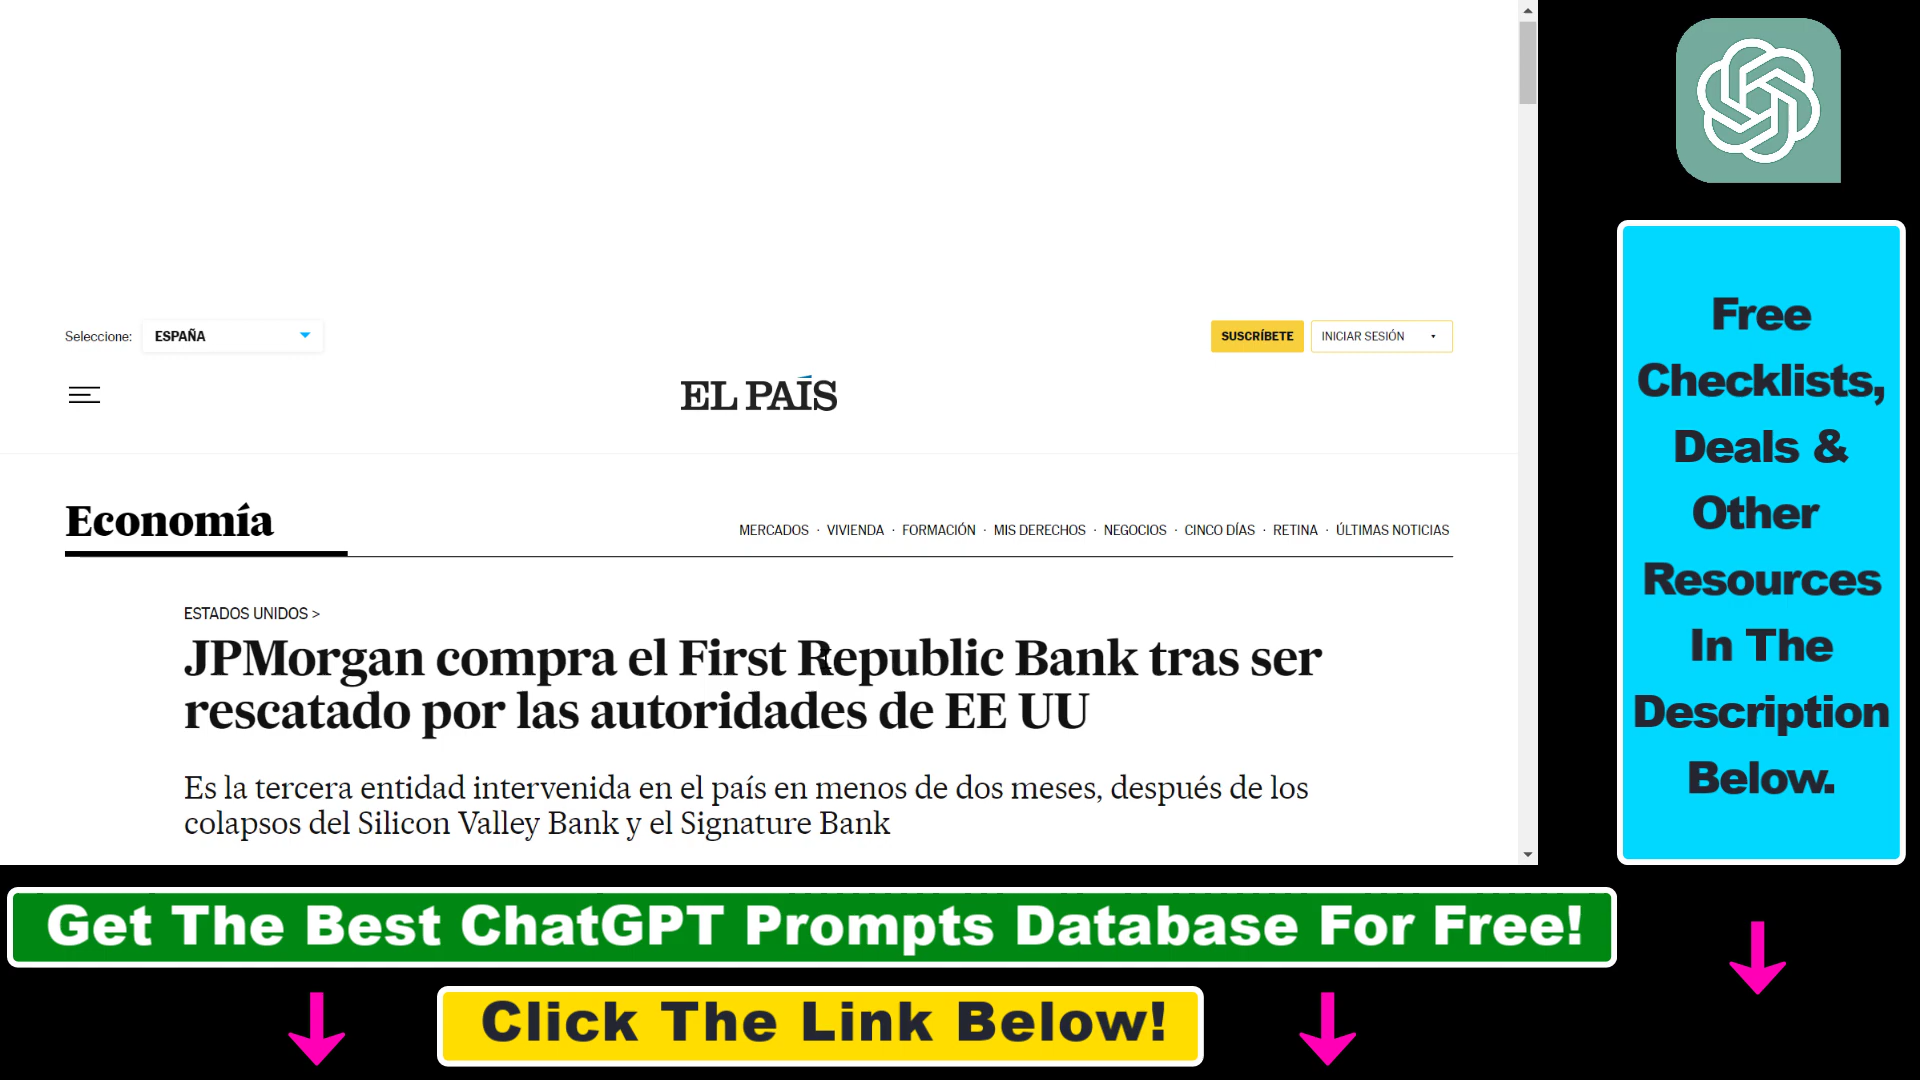 Seleccione: ESPAÑA
SUSCRÍBETE INICIAR SESIÓN
EL PAÍS
Economía
MERCADOS · VIVIENDA · FORMACIÓN · MIS DERECHOS · NEGOCIOS · CINCO DÍAS · RETINA · ÚLTIMAS NOTICIAS
ESTADOS UNIDOS >
JPMorgan compra el First Republic Bank tras ser
rescatado por las autoridades de EE UU
Es la tercera entidad intervenida en el país en menos de dos meses, después de los
colapsos del Silicon Valley Bank y el Signature Bank
Free
Checklists,
Deals &
Other
Resources
In The
Description
Below.
Get The Best ChatGPT Prompts Database For Free!
Click The Link Below!